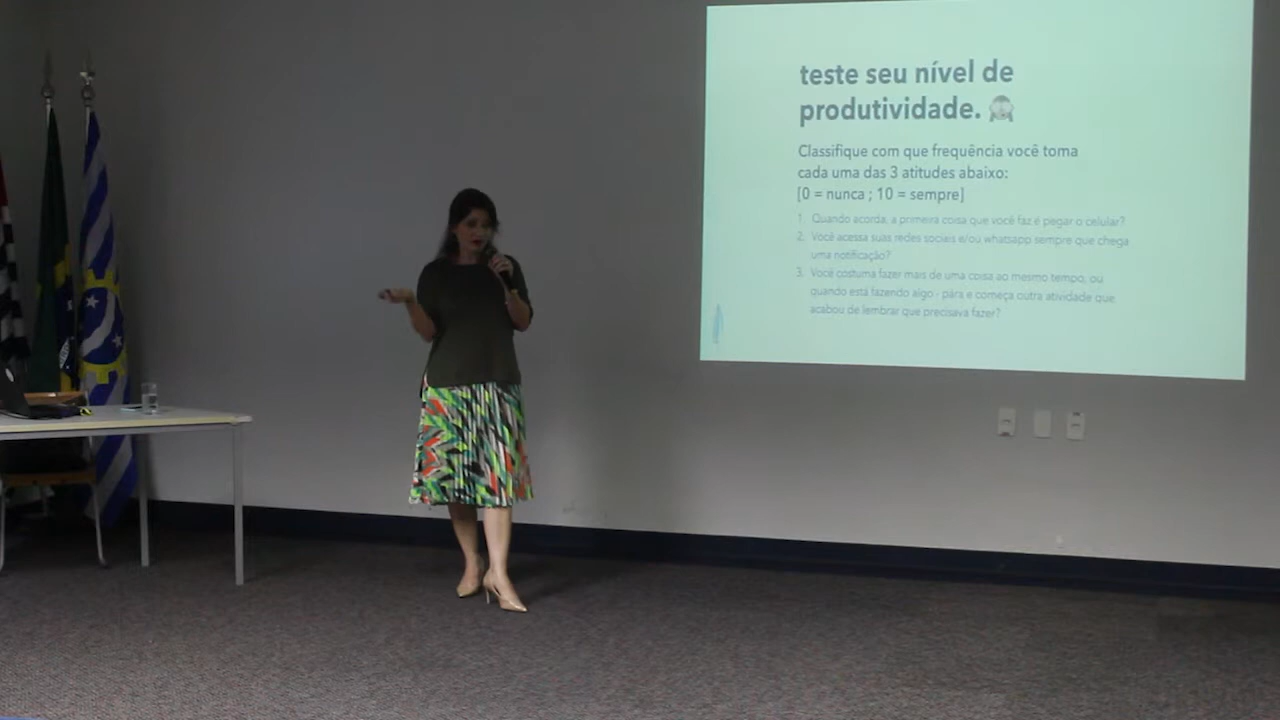 teste seu nível de
produtividade.
Classifique com que frequência você toma
cada uma das 3 atitudes abaixo:
[0 = nunca ; 10 = sempre]
1. Quando acorda, a primeira coisa que você faz é pegar o celular?
2. Você acessa suas redes sociais e/ou whatsapp sempre que chega
uma notificação?
3. Você costuma fazer mais de uma coisa ao mesmo tempo, ou
quando está fazendo algo - pára e começa outra atividade que
acabou de lembrar que precisava fazer?